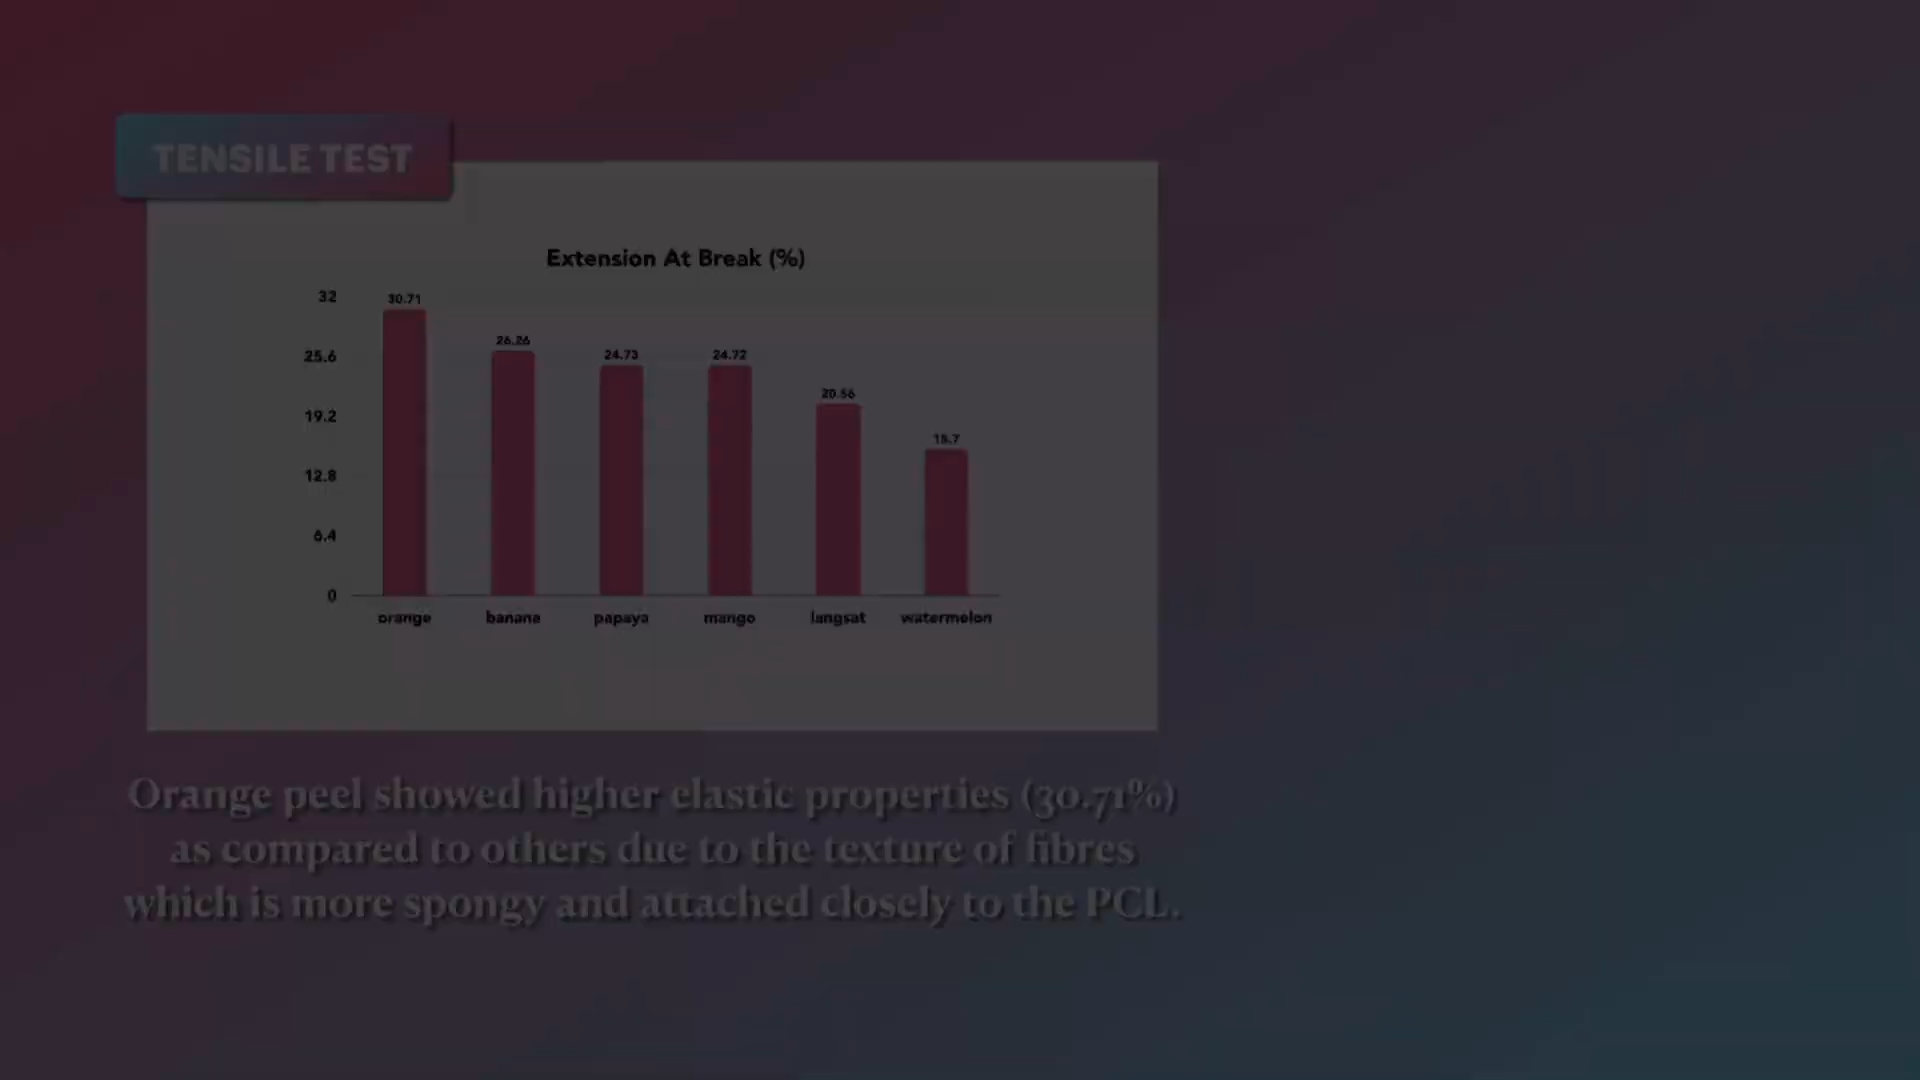 TENSILE TEST
Extension At Break (%)
32
25.6
19.2
12.8
6.4
0
30.71
26.26
24.73
24.72
20.56
15.7
orange banana papaya mango langsat watermelon
Orange peel showed higher elastic properties (30.71%)
as compared to others due to the texture of fibres
which is more spongy and attached closely to the PCL.